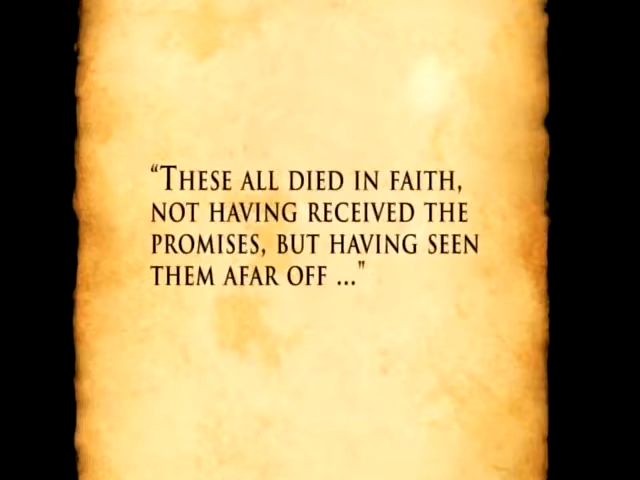 “These all died in faith,
not having received the
promises, but having seen
them afar off ..."